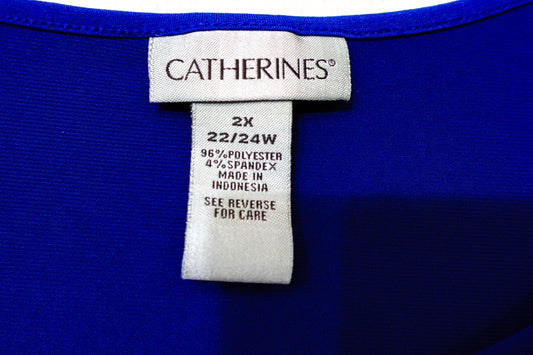 CATHERINES®
2X
22/24W
96%POLYESTER
4%SPANDEX
MADE IN
INDONESIA
SEE REVERSE
FOR CARE